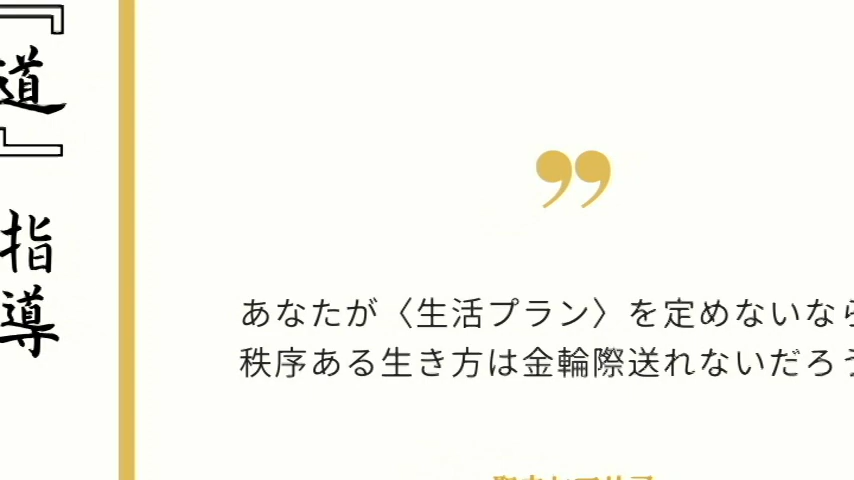 『道』指導
”
あなたが〈生活プラン〉を定めないなら
秩序ある生き方は金輪際送れないだろう